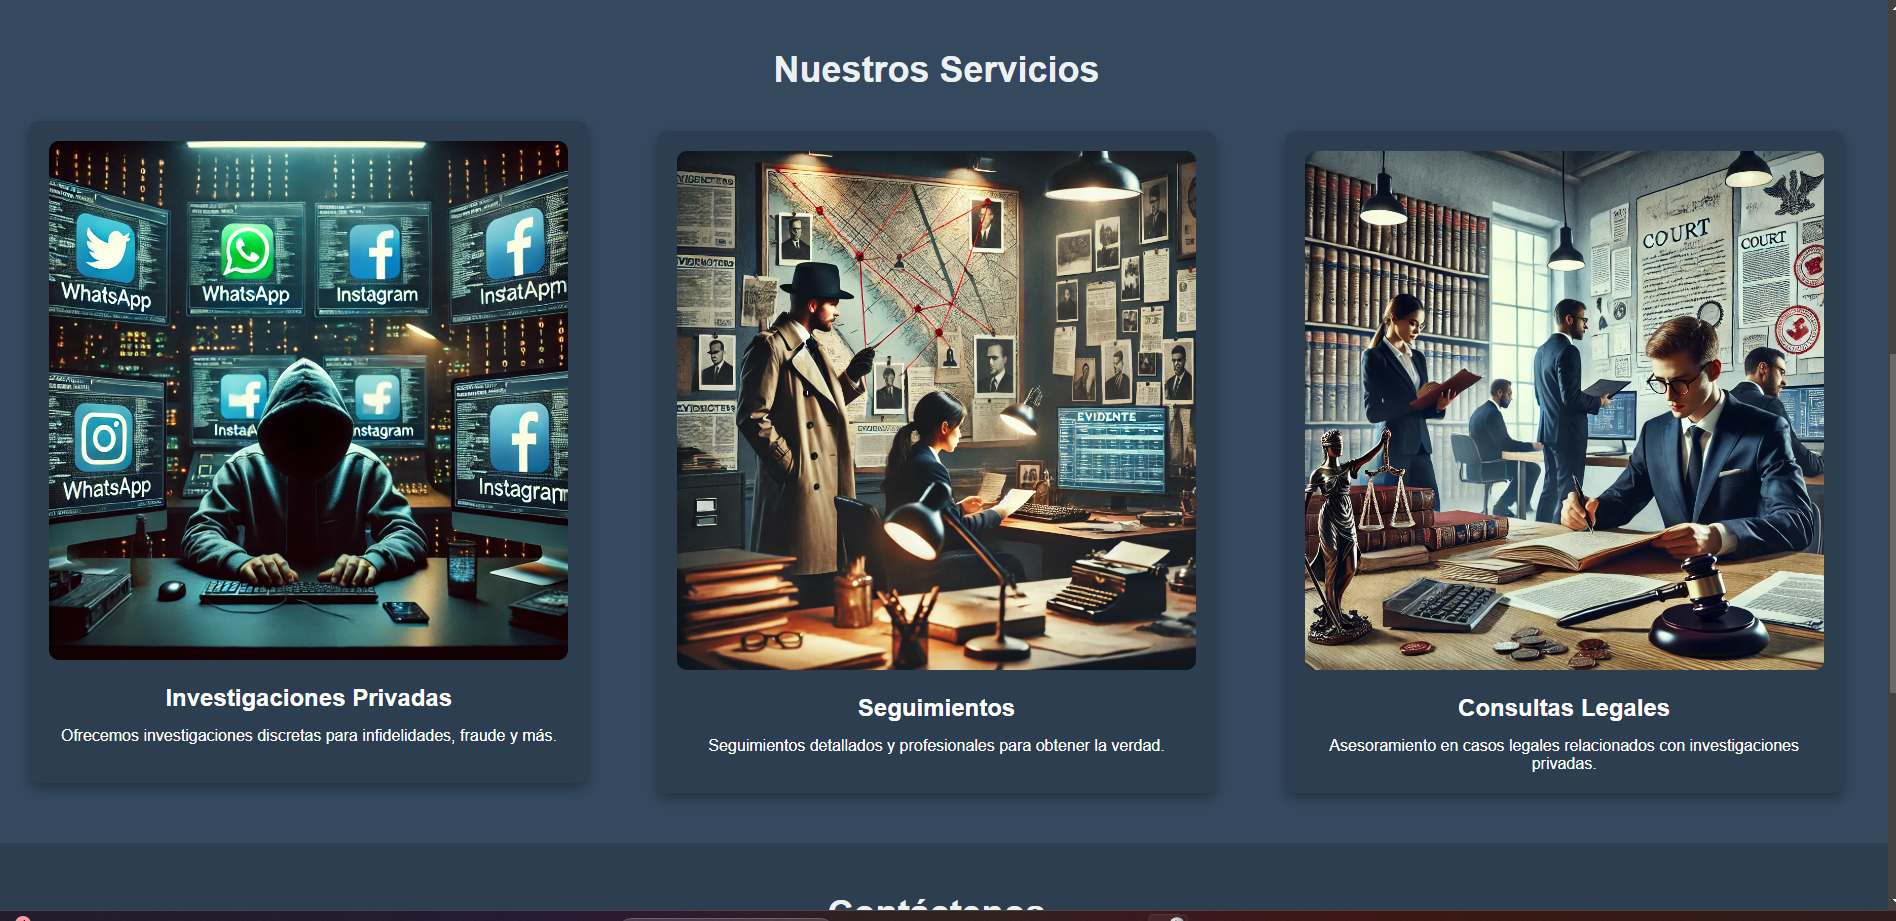 Nuestros Servicios
WhatsApp
WhatsApp
Instagram
InstatApm
InstaA
nstagram
WhatsApp
Instagram
EVIDENTE
COURT
COURT
Investigaciones Privadas
Ofrecemos investigaciones discretas para infidelidades, fraude y más.
Seguimientos
Seguimientos detallados y profesionales para obtener la verdad.
Consultas Legales
Asesoramiento en casos legales relacionados con investigaciones
privadas.